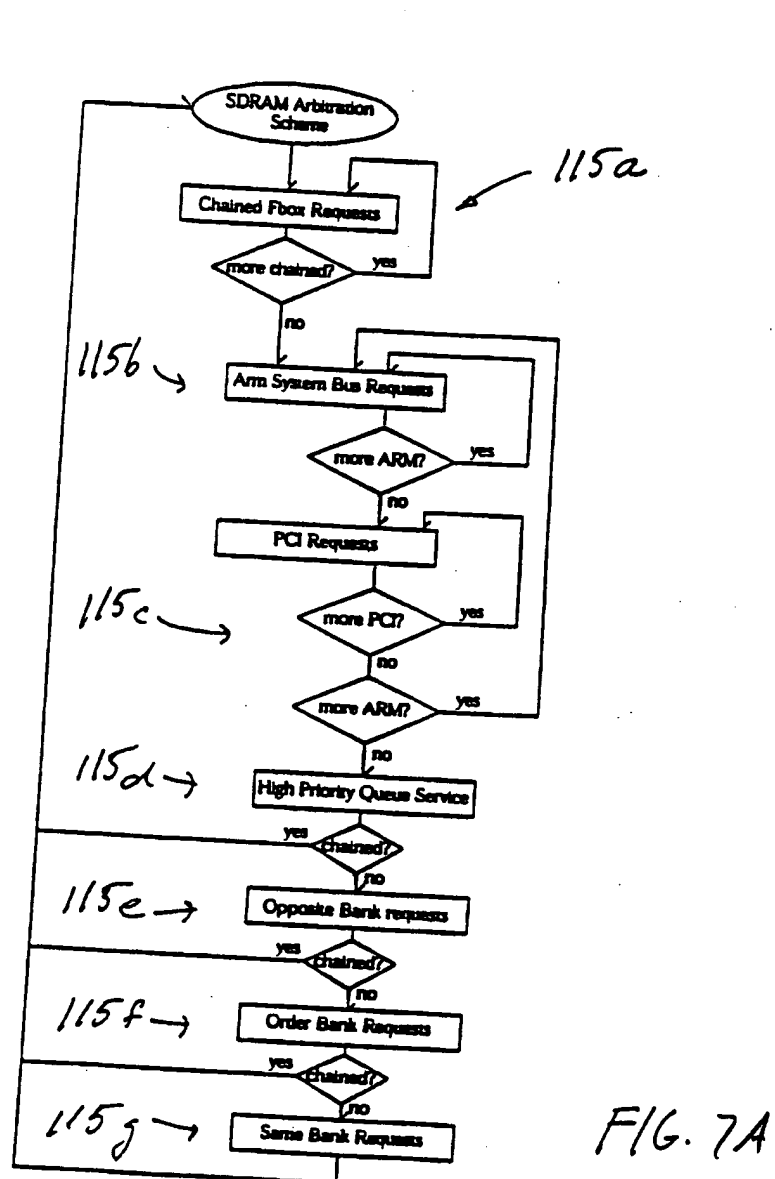 SDRAM Arbitration
Scheme
115a
Chained Fbox Requests
more chained?
yes
no
115b
Arm System Bus Requests
more ARM?
yes
no
PCI Requests
115c
more PCI?
yes
no
more ARM?
yes
no
115d
High Priority Queue Service
yes
chained?
no
115e
Opposite Bank requests
yes
chained?
no
115f
Order Bank Requests
yes
chained?
no
115g
Same Bank Requests
FIG. 7A